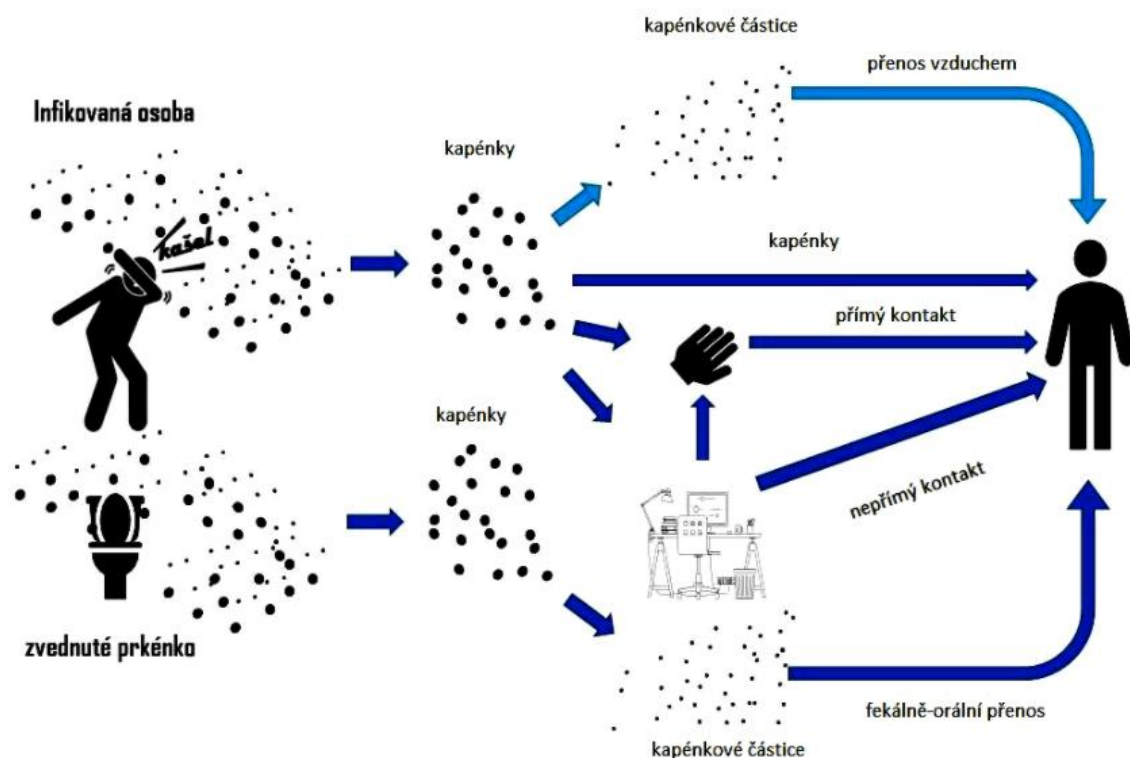 kapénkové částice
přenos vzduchem
Infikovaná osoba
kapénky
kašel
kapénky
přímý kontakt
kapénky
nepřímý kontakt
zvednuté prkénko
fekálně-orální přenos
kapénkové částice